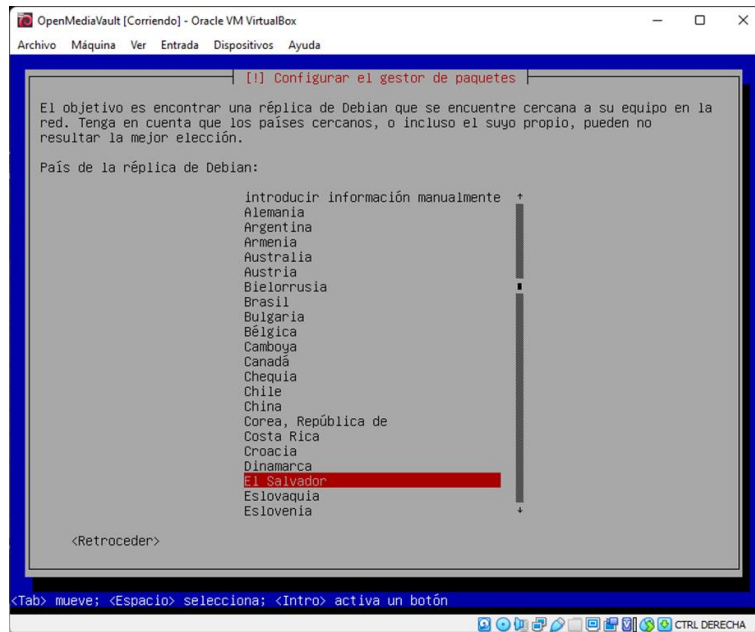 OpenMediaVault [Corriendo] - Oracle VM VirtualBox
Archivo Máquina Ver Entrada Dispositivos Ayuda
[!] Configurar el gestor de paquetes
El objetivo es encontrar una réplica de Debian que se encuentre cercana a su equipo en la
red. Tenga en cuenta que los países cercanos, o incluso el suyo propio, pueden no
resultar la mejor elección.
País de la réplica de Debian:
introducir información manualmente
Alemania
Argentina
Armenia
Australia
Austria
Bielorrusia
Brasil
Bulgaria
Bélgica
Camboya
Canadá
Chequia
Chile
China
Corea, República de
Costa Rica
Croacia
Dinamarca
El Salvador
Eslovaquia
Eslovenia
<Retroceder>
<Tab> mueve; <Espacio> selecciona; <Intro> activa un botón
CTRL DERECHA